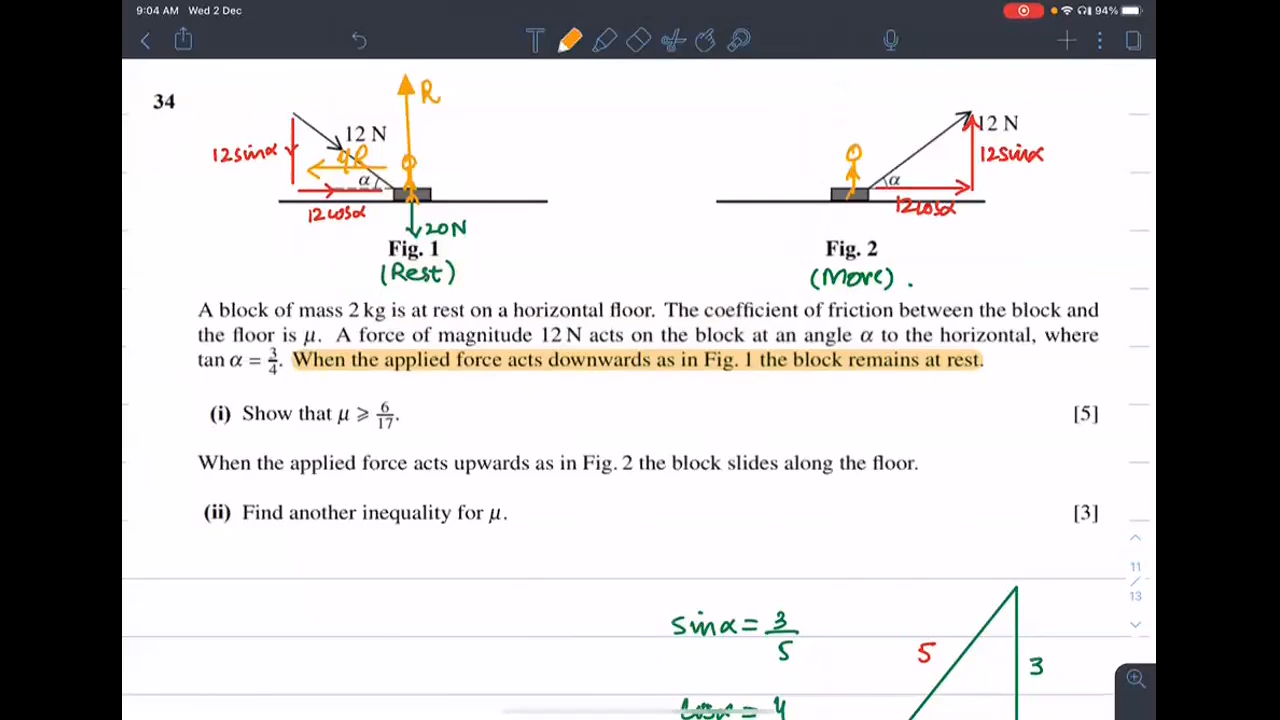 9:04 AM Wed 2 Dec
94%
34
R
12 N
12sinα
α
12cosα
20N
Fig. 1
(Rest)
12 N
12sinα
α
12cosα
Fig. 2
(More).
A block of mass 2 kg is at rest on a horizontal floor. The coefficient of friction between the block and
the floor is μ. A force of magnitude 12 N acts on the block at an angle α to the horizontal, where
tan α = 3/4. When the applied force acts downwards as in Fig. 1 the block remains at rest.
(i) Show that μ ⩾ 6/17. [5]
When the applied force acts upwards as in Fig. 2 the block slides along the floor.
(ii) Find another inequality for μ. [3]
11
/
13
sinα = 3/5
5
3
cosα = 4